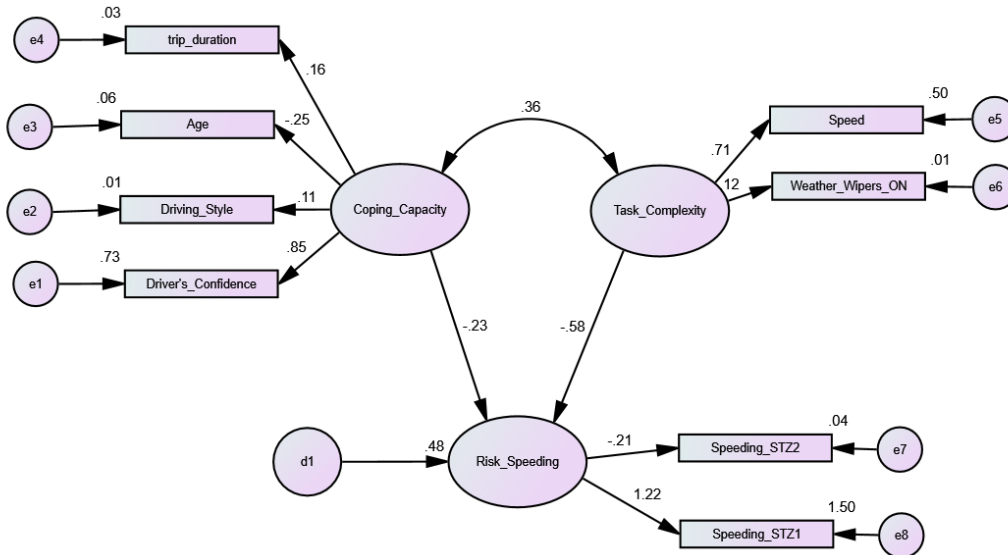 .03
e4
trip_duration
.16
.06
e3
Age
-.25
.36
.50
Speed
e5
.71
.01
e2
Driving_Style
.11
Coping_Capacity
Task_Complexity
.12
Weather_Wipers_ON
.01
e6
.73
e1
Driver's_Confidence
.85
-.23
-.58
d1
.48
Risk_Speeding
-.21
Speeding_STZ2
.04
e7
1.22
Speeding_STZ1
1.50
e8